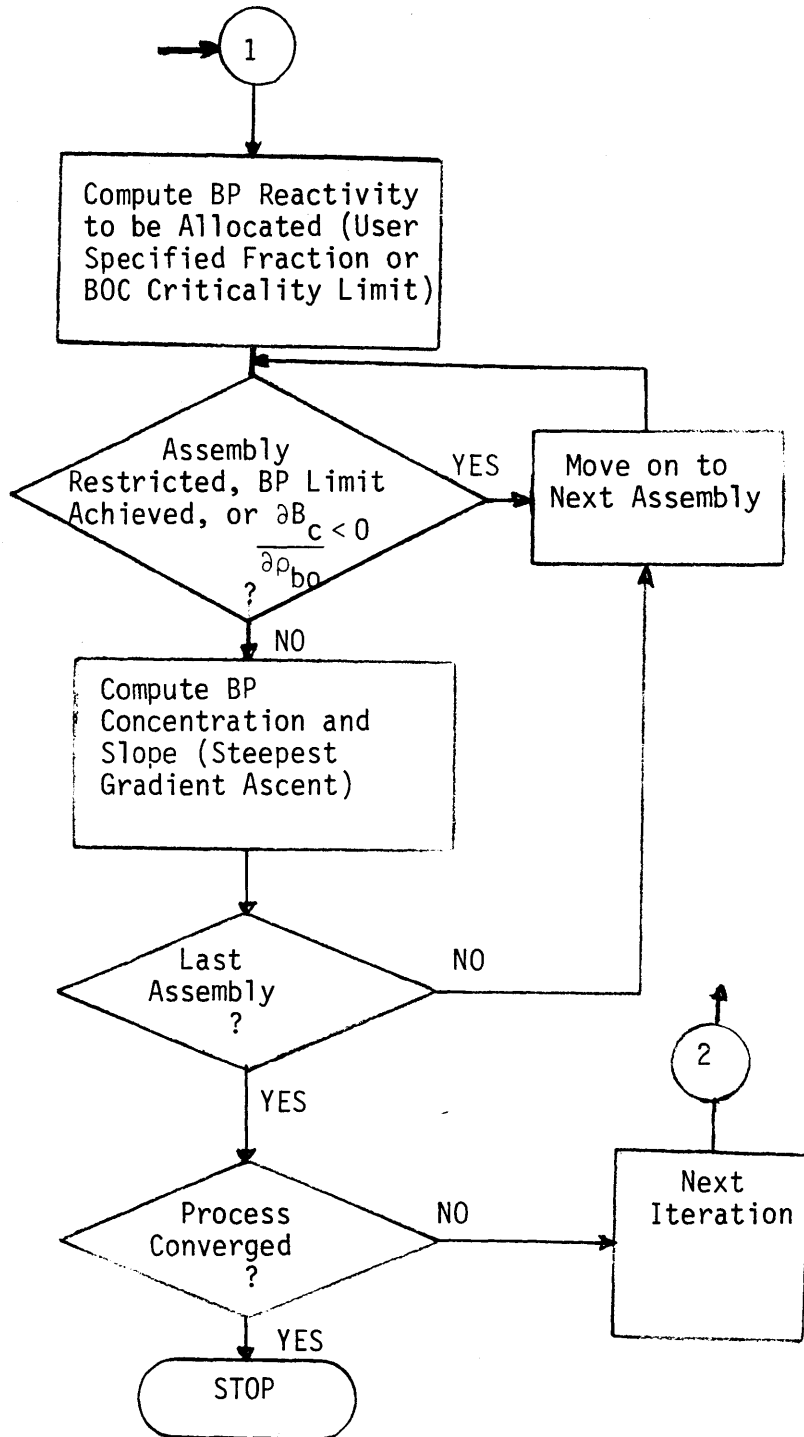 1
Compute BP Reactivity
to be Allocated (User
Specified Fraction or
BOC Criticality Limit)
Assembly
Restricted, BP Limit
Achieved, or ∂B_c < 0
∂ρ_bo
?
YES
Move on to
Next Assembly
NO
Compute BP
Concentration and
Slope (Steepest
Gradient Ascent)
Last
Assembly
?
NO
YES
2
Process
Converged
?
NO
Next
Iteration
YES
STOP